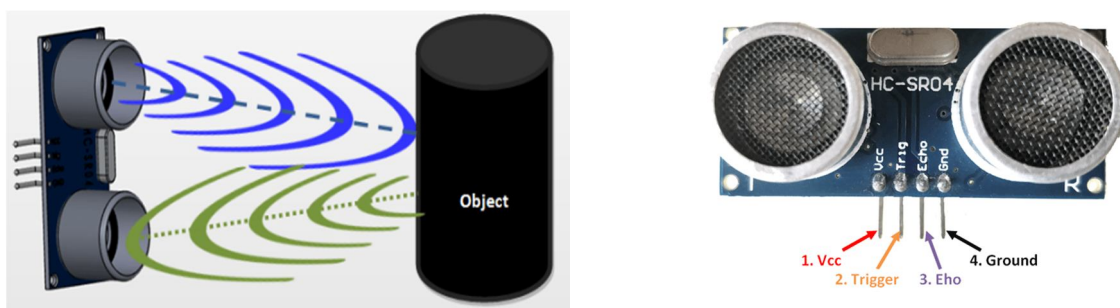 Object
HC-SR04
Vcc
Trig
Echo
Gnd
T
R
1. Vcc
2. Trigger
3. Eho
4. Ground